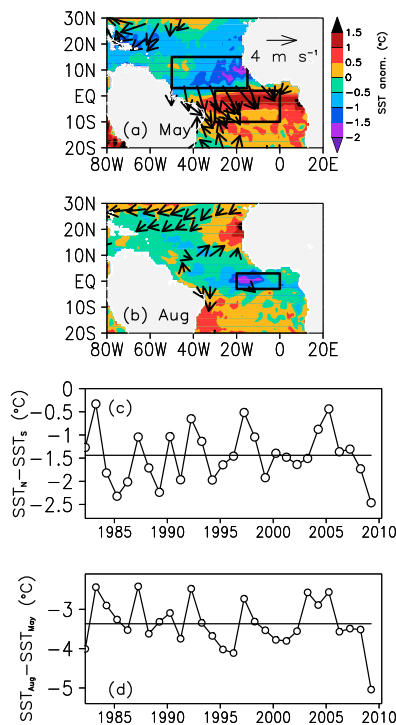 30N
20N
10N
EQ
10S
20S
80W 60W 40W 20W 0 20E
4 m s⁻¹
(a) May
1.5
1
0.5
0
−0.5
−1
−1.5
−2
SST anom. (°C)
30N
20N
10N
EQ
10S
20S
80W 60W 40W 20W 0 20E
(b) Aug
0
−0.5
−1
−1.5
−2
−2.5
SST_N−SST_S (°C)
(c)
1985 1990 1995 2000 2005 2010
−3
−4
−5
SST_Aug−SST_May (°C)
(d)
1985 1990 1995 2000 2005 2010